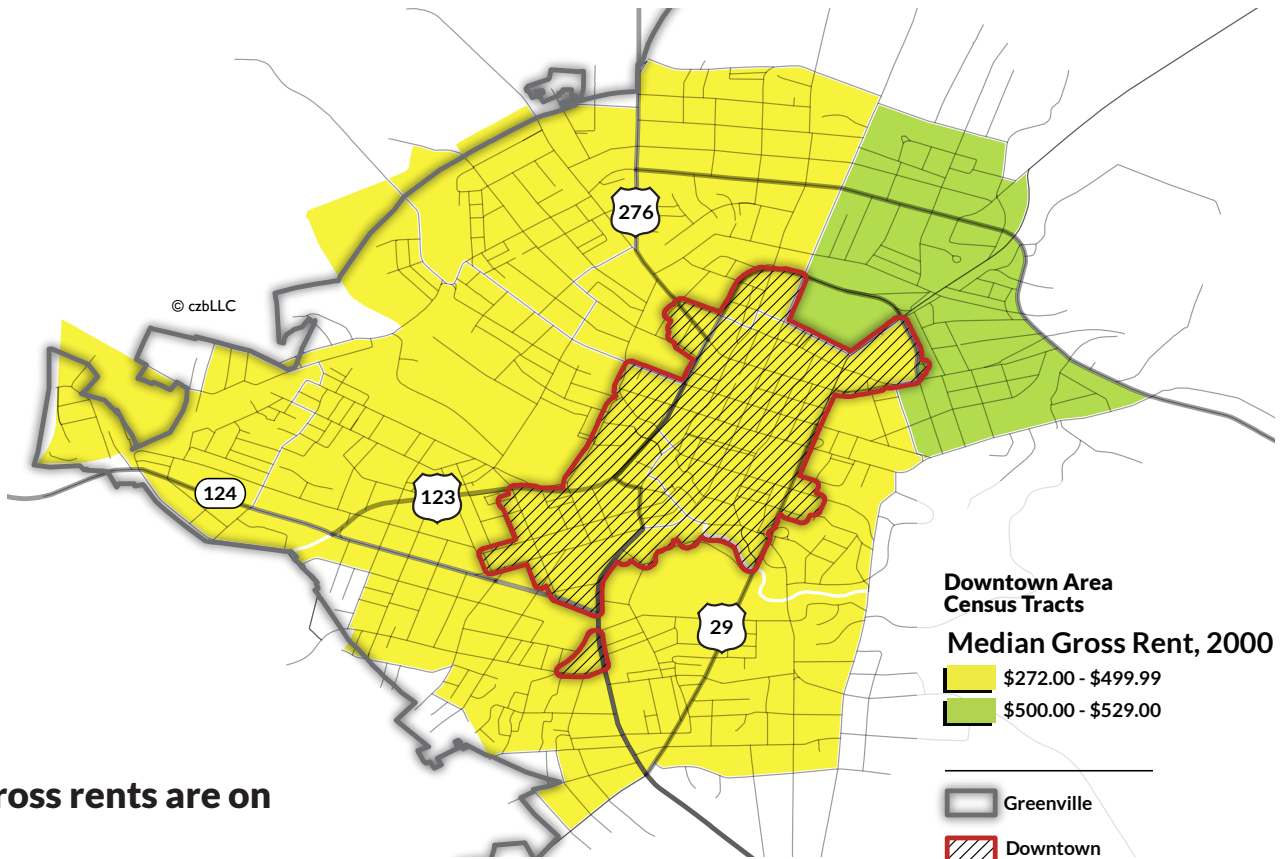 276
© czbLLC
124
123
29
Downtown Area
Census Tracts
Median Gross Rent, 2000
$272.00 - $499.99
$500.00 - $529.00
ross rents are on
Greenville
Downtown